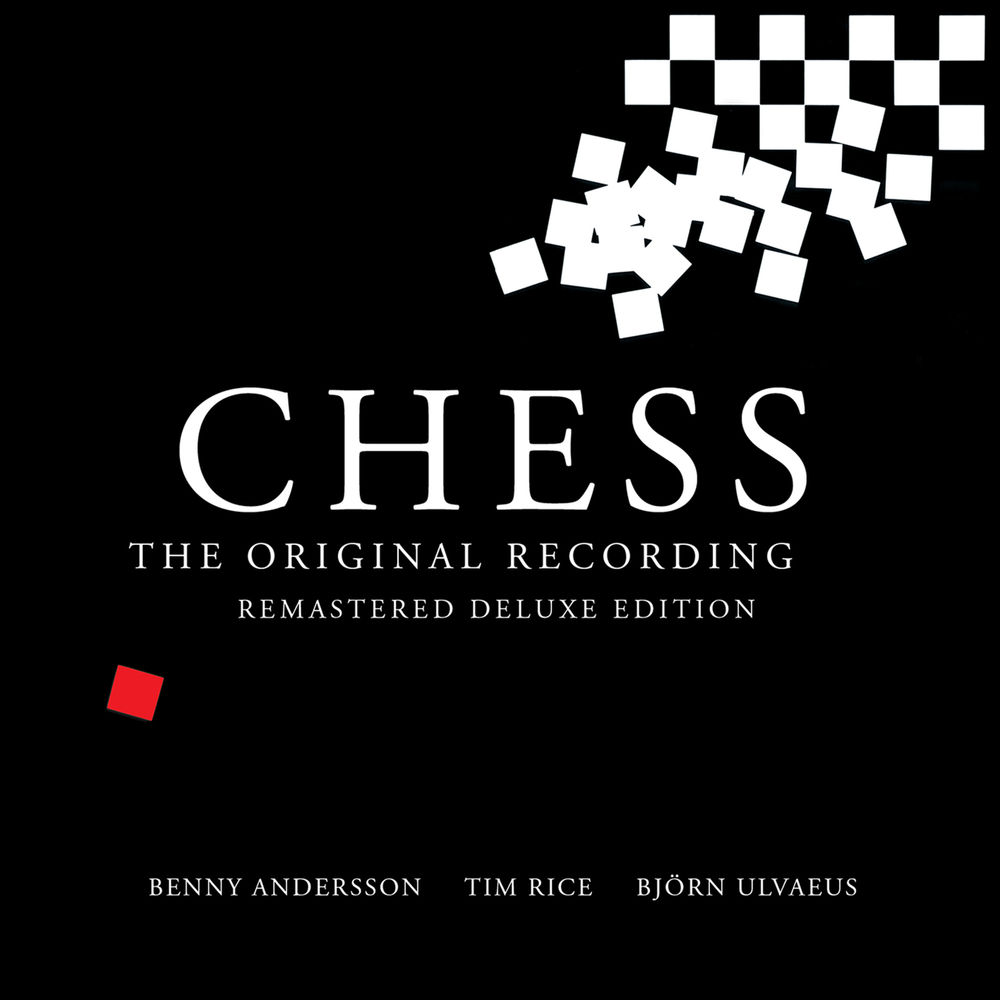 CHESS
THE ORIGINAL RECORDING
REMASTERED DELUXE EDITION
BENNY ANDERSSON TIM RICE BJÖRN ULVAEUS